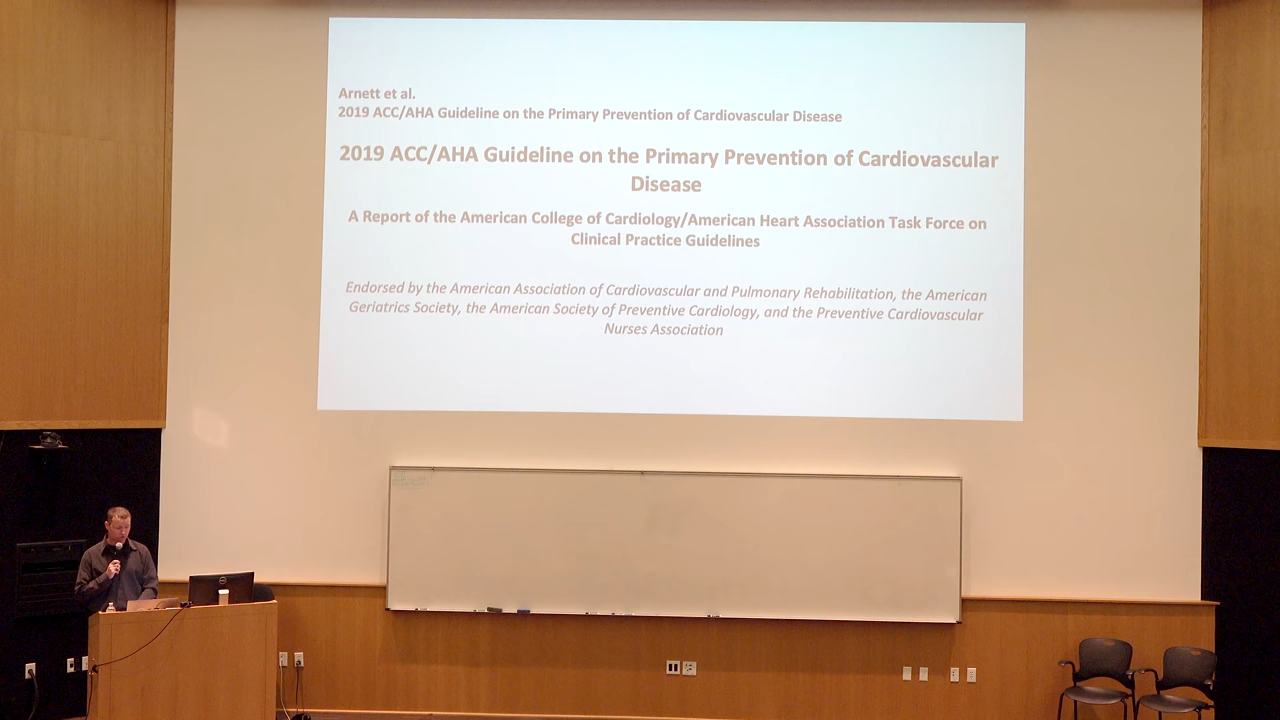 Arnett et al.
2019 ACC/AHA Guideline on the Primary Prevention of Cardiovascular Disease
2019 ACC/AHA Guideline on the Primary Prevention of Cardiovascular
Disease
A Report of the American College of Cardiology/American Heart Association Task Force on
Clinical Practice Guidelines
Endorsed by the American Association of Cardiovascular and Pulmonary Rehabilitation, the American
Geriatrics Society, the American Society of Preventive Cardiology, and the Preventive Cardiovascular
Nurses Association